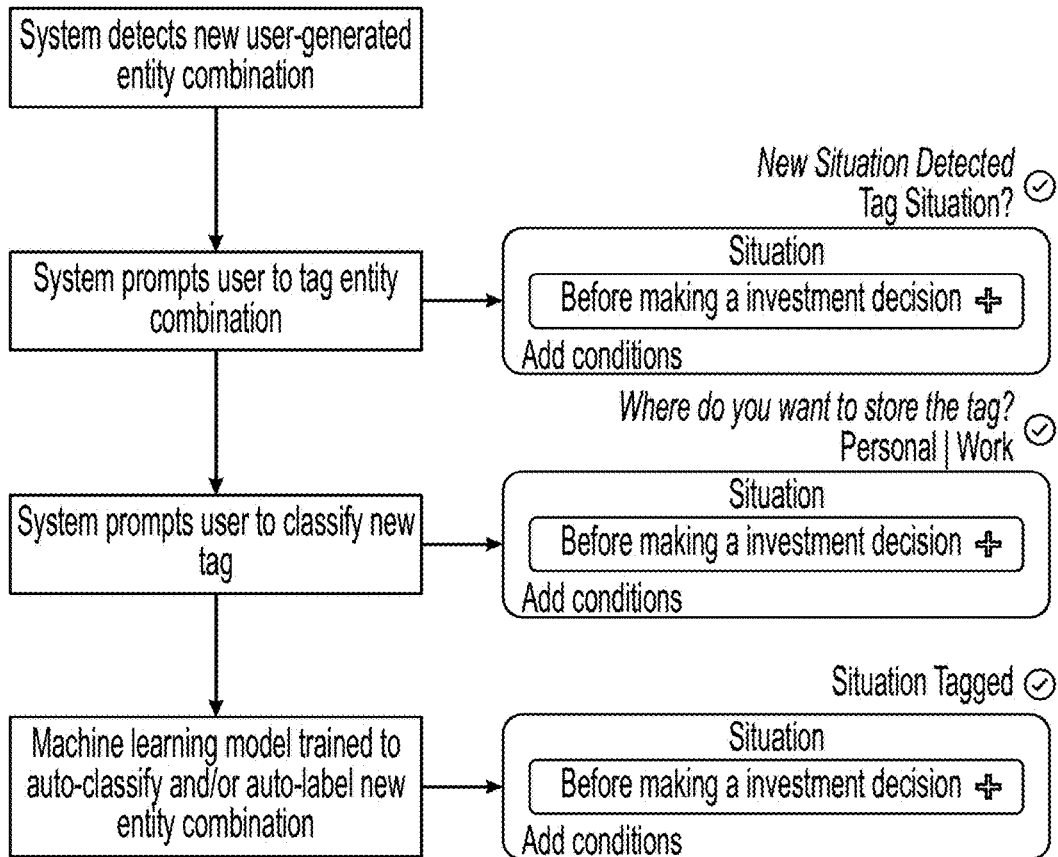 System detects new user-generated
entity combination
New Situation Detected
Tag Situation?
System prompts user to tag entity
combination
Situation
Before making a investment decision
Add conditions
Where do you want to store the tag?
Personal | Work
System prompts user to classify new
tag
Situation
Before making a investment decision
Add conditions
Situation Tagged
Machine learning model trained to
auto-classify and/or auto-label new
entity combination
Situation
Before making a investment decision
Add conditions